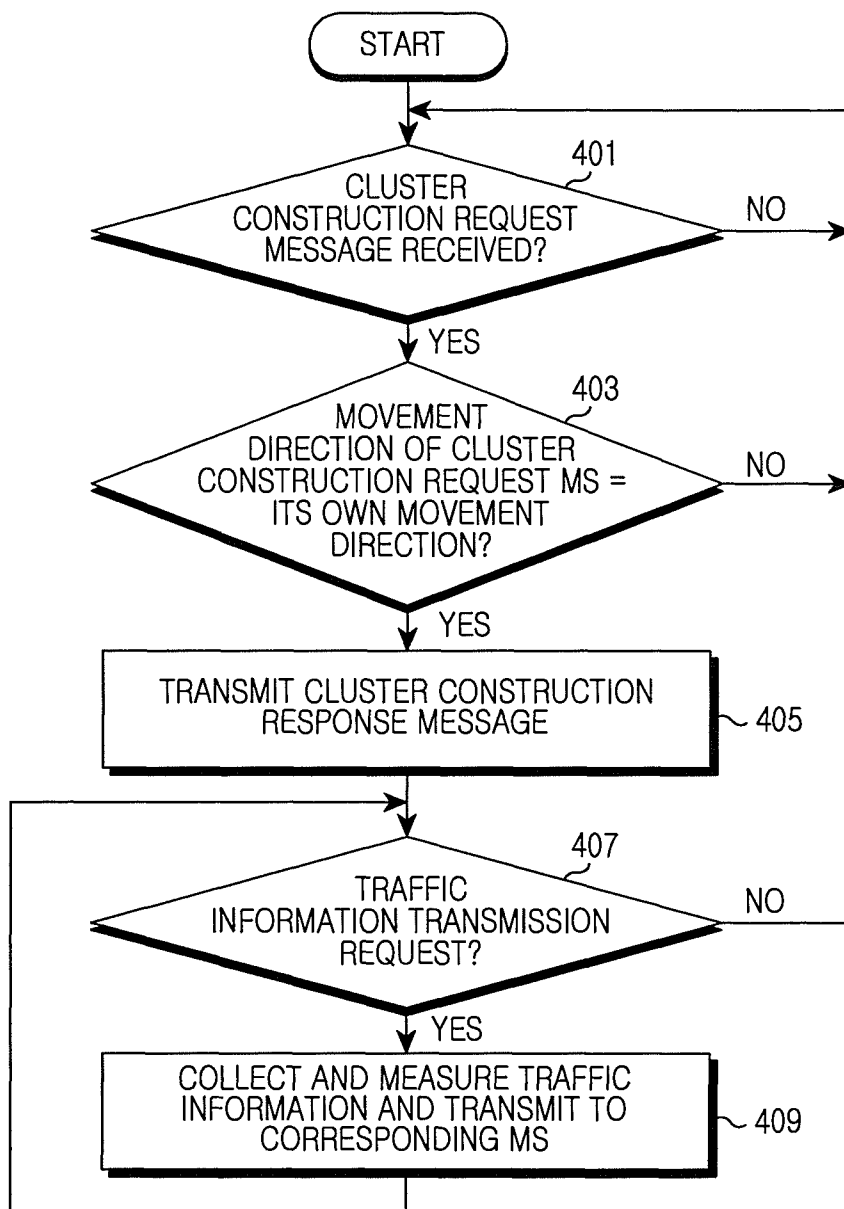 START
401
CLUSTER
CONSTRUCTION REQUEST
MESSAGE RECEIVED?
NO
YES
403
MOVEMENT
DIRECTION OF CLUSTER
CONSTRUCTION REQUEST MS =
ITS OWN MOVEMENT
DIRECTION?
NO
YES
TRANSMIT CLUSTER CONSTRUCTION
RESPONSE MESSAGE
405
407
TRAFFIC
INFORMATION TRANSMISSION
REQUEST?
NO
YES
COLLECT AND MEASURE TRAFFIC
INFORMATION AND TRANSMIT TO
CORRESPONDING MS
409